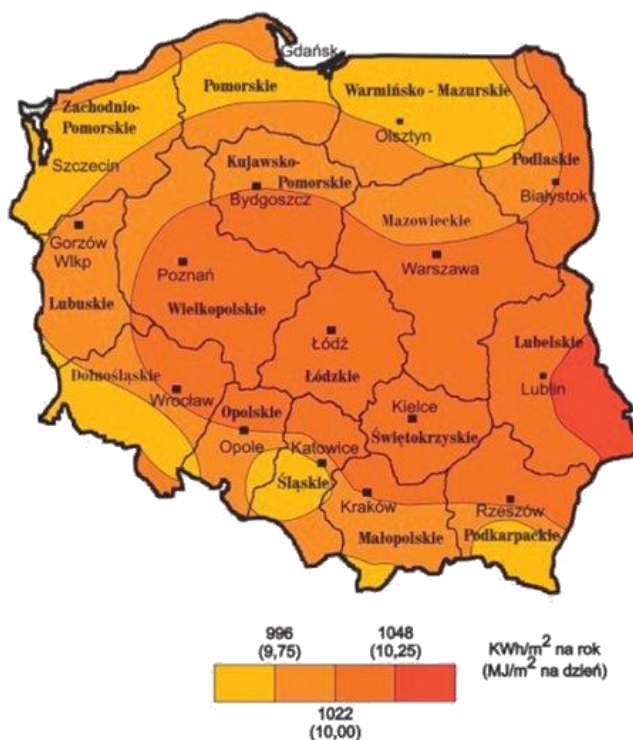 Gdańsk
Pomorskie
Warmińsko - Mazurskie
Zachodnio-
Pomorskie
Olsztyn
Szczecin
Kujawsko-
Pomorskie
Podlaskie
Bydgoszcz
Białystok
Mazowieckie
Gorzów
Wlkp
Poznań
Warszawa
Lubuskie
Wielkopolskie
Łódź
Lubelskie
Dolnośląskie
Łódzkie
Lublin
Wrocław
Opolskie
Kielce
Opole
Katowice
Świętokrzyskie
Śląskie
Kraków
Rzeszów
Małopolskie
Podkarpackie
996
(9,75)
1048
(10,25)
KWh/m² na rok
(MJ/m² na dzień)
1022
(10,00)